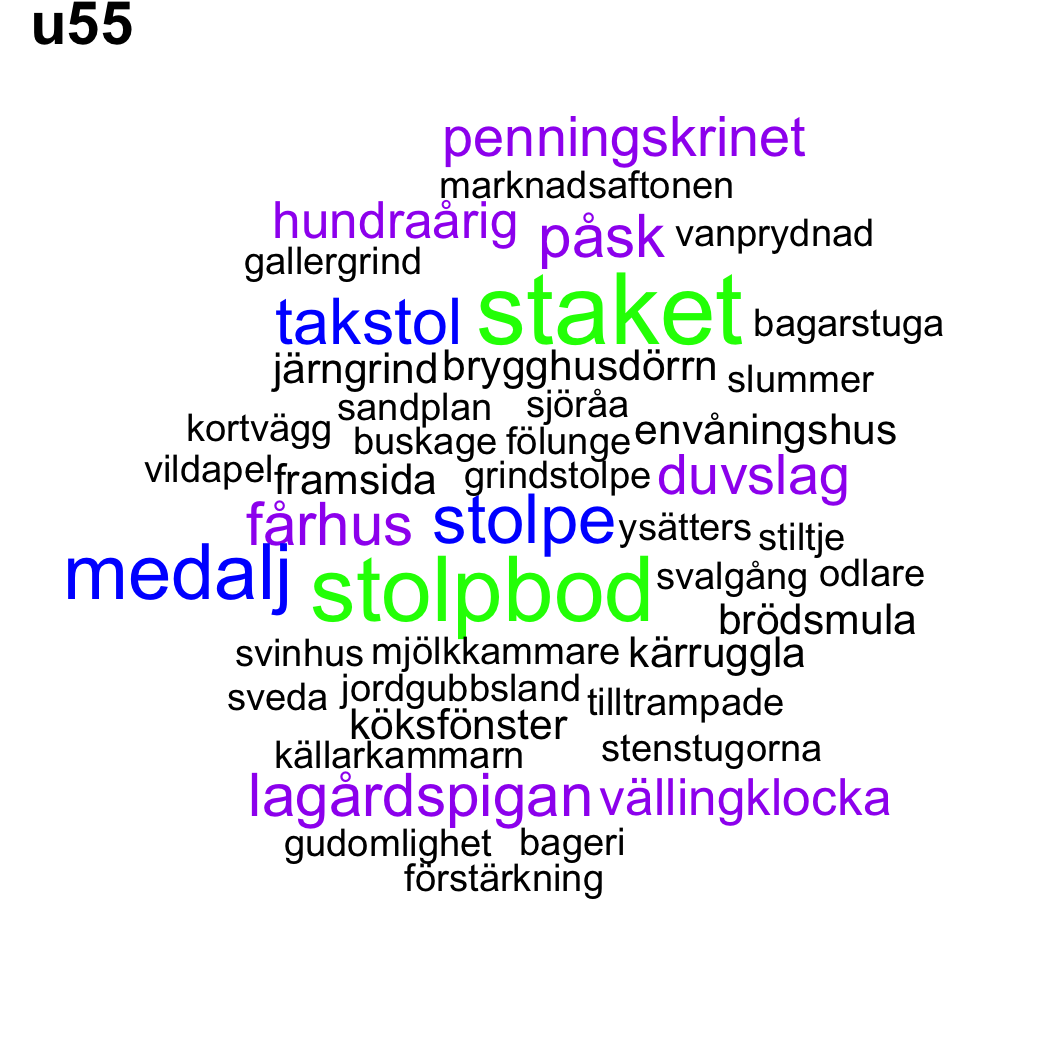 u55
penningskrinet
marknadsaftonen
hundraårig påsk vanprydnad
gallergrind
takstol staket bagarstuga
järngrind brygghusdörrn slummer
sandplan sjöråa
kortvägg buskage fölunge envåningshus
vildapel framsida grindstolpe duvslag
fårhus stolpe ysätters stiltje
medalj stolpbod svalgång odlare
brödsmula
svinhus mjölkkammare kärruggla
sveda jordgubbsland tilltrampade
köksfönster
källarkammarn stenstugorna
lagårdspigan vällingklocka
gudomlighet bageri
förstärkning